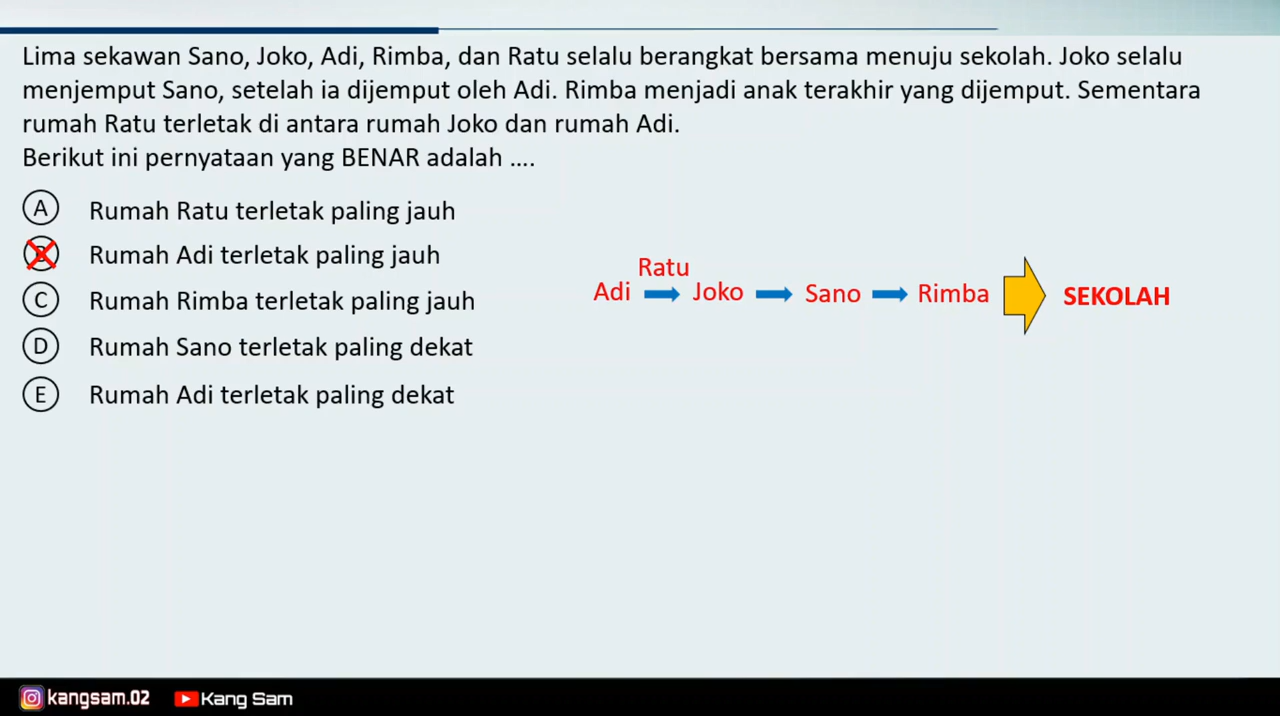 Lima sekawan Sano, Joko, Adi, Rimba, dan Ratu selalu berangkat bersama menuju sekolah. Joko selalu
menjemput Sano, setelah ia dijemput oleh Adi. Rimba menjadi anak terakhir yang dijemput. Sementara
rumah Ratu terletak di antara rumah Joko dan rumah Adi.
Berikut ini pernyataan yang BENAR adalah ....
A Rumah Ratu terletak paling jauh
B Rumah Adi terletak paling jauh
C Rumah Rimba terletak paling jauh
D Rumah Sano terletak paling dekat
E Rumah Adi terletak paling dekat
Ratu
Adi Joko Sano Rimba SEKOLAH
kangsam.02 Kang Sam